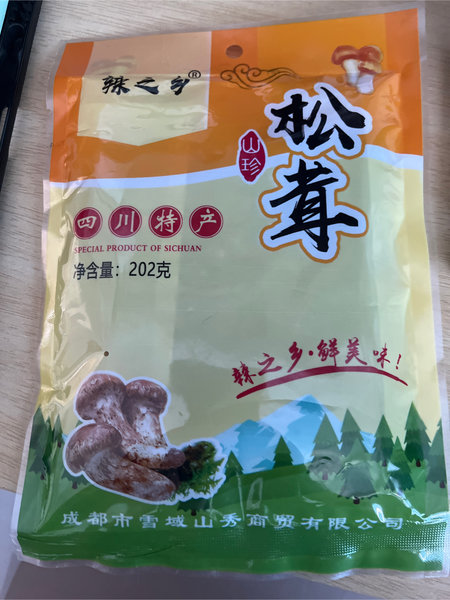 辣之乡®
松茸
山珍
四川特产
SPECIAL PRODUCT OF SICHUAN
净含量：202克
辣之乡·鲜美味！
成都市雪域山秀商贸有限公司